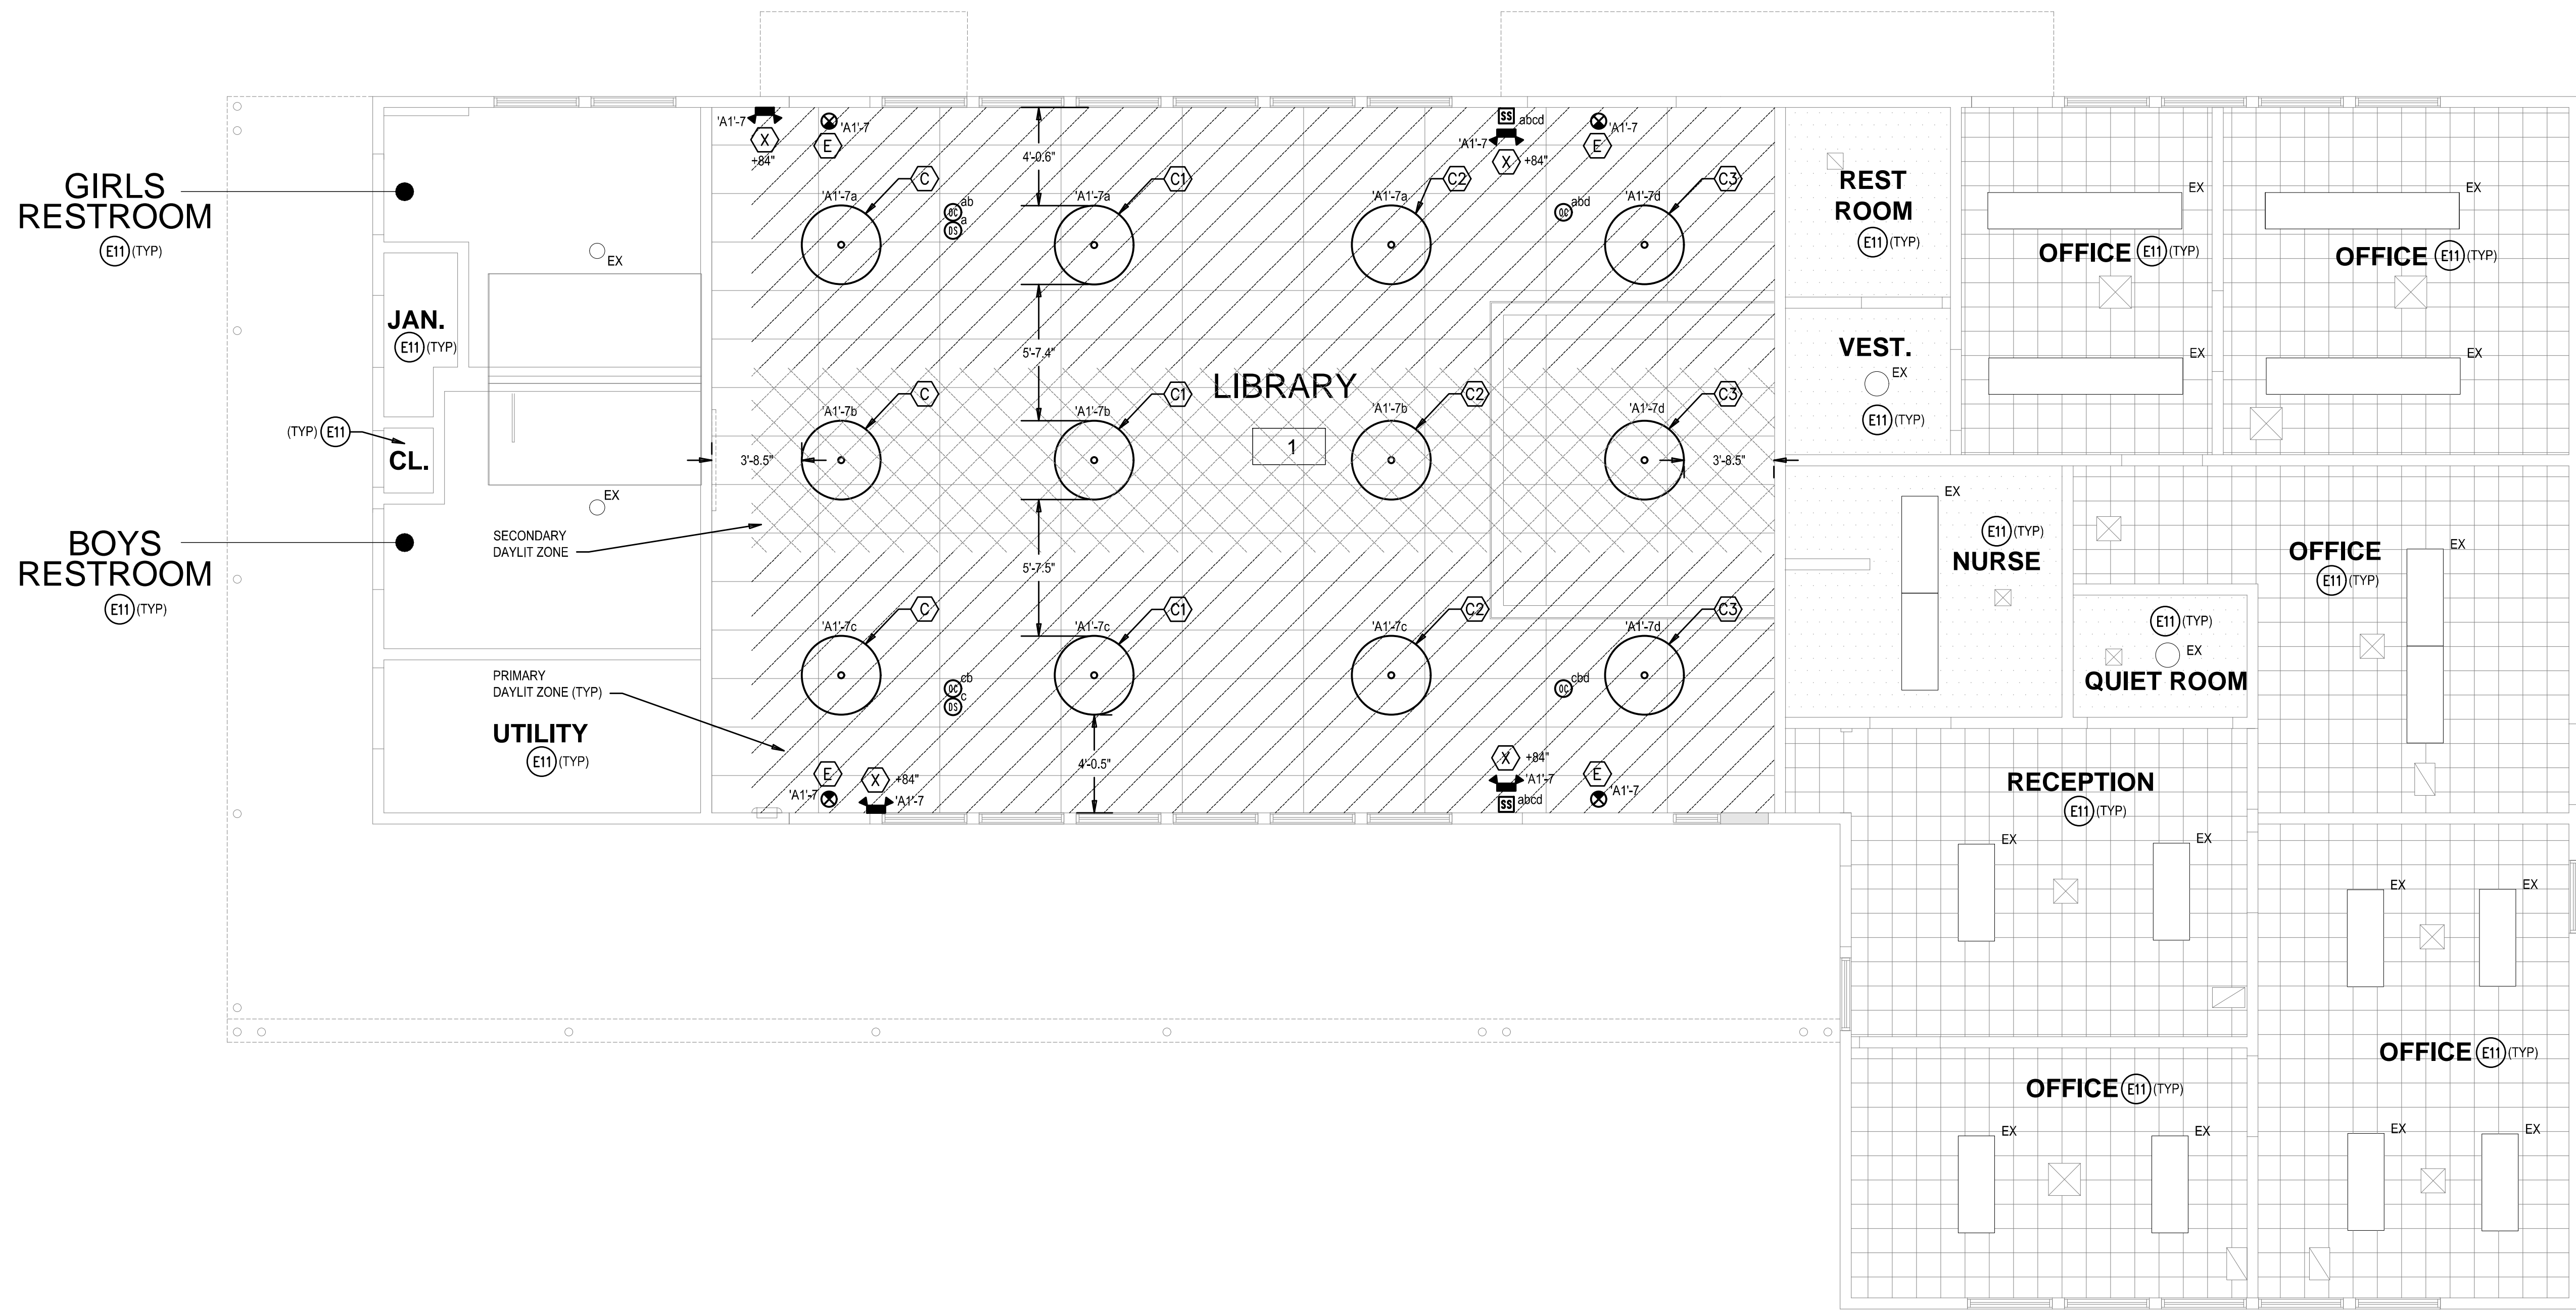 GIRLS
RESTROOM
E11 (TYP)
JAN.
E11 (TYP)
(TYP) E11
CL.
BOYS
RESTROOM
E11 (TYP)
EX
EX
SECONDARY
DAYLIT ZONE
PRIMARY
DAYLIT ZONE (TYP)
UTILITY
E11 (TYP)
'A1'-7
X
+84"
'A1'-7
E
4'-0.6"
SS abcd
'A1'-7
X +84"
'A1'-7
E
'A1'-7a
C
OC ab
DS a
'A1'-7a
C1
'A1'-7a
C2
OC abd
'A1'-7d
C3
5'-7.4"
LIBRARY
1
'A1'-7b
C
'A1'-7b
C1
'A1'-7b
C2
'A1'-7d
C3
3'-8.5"
3'-8.5"
5'-7.5"
'A1'-7c
C
'A1'-7c
C1
'A1'-7c
C2
'A1'-7d
C3
OC cb
DS c
OC cbd
4'-0.5"
E
'A1'-7
X +84"
'A1'-7
X +84"
'A1'-7
SS abcd
E
'A1'-7
REST
ROOM
E11 (TYP)
VEST.
EX
E11 (TYP)
EX
OFFICE E11 (TYP)
EX
EX
OFFICE E11 (TYP)
EX
EX
E11 (TYP)
NURSE
OFFICE
E11 (TYP)
EX
E11 (TYP)
EX
QUIET ROOM
RECEPTION
E11 (TYP)
EX
EX
EX
EX
OFFICE E11 (TYP)
EX
EX
OFFICE E11 (TYP)
EX
EX